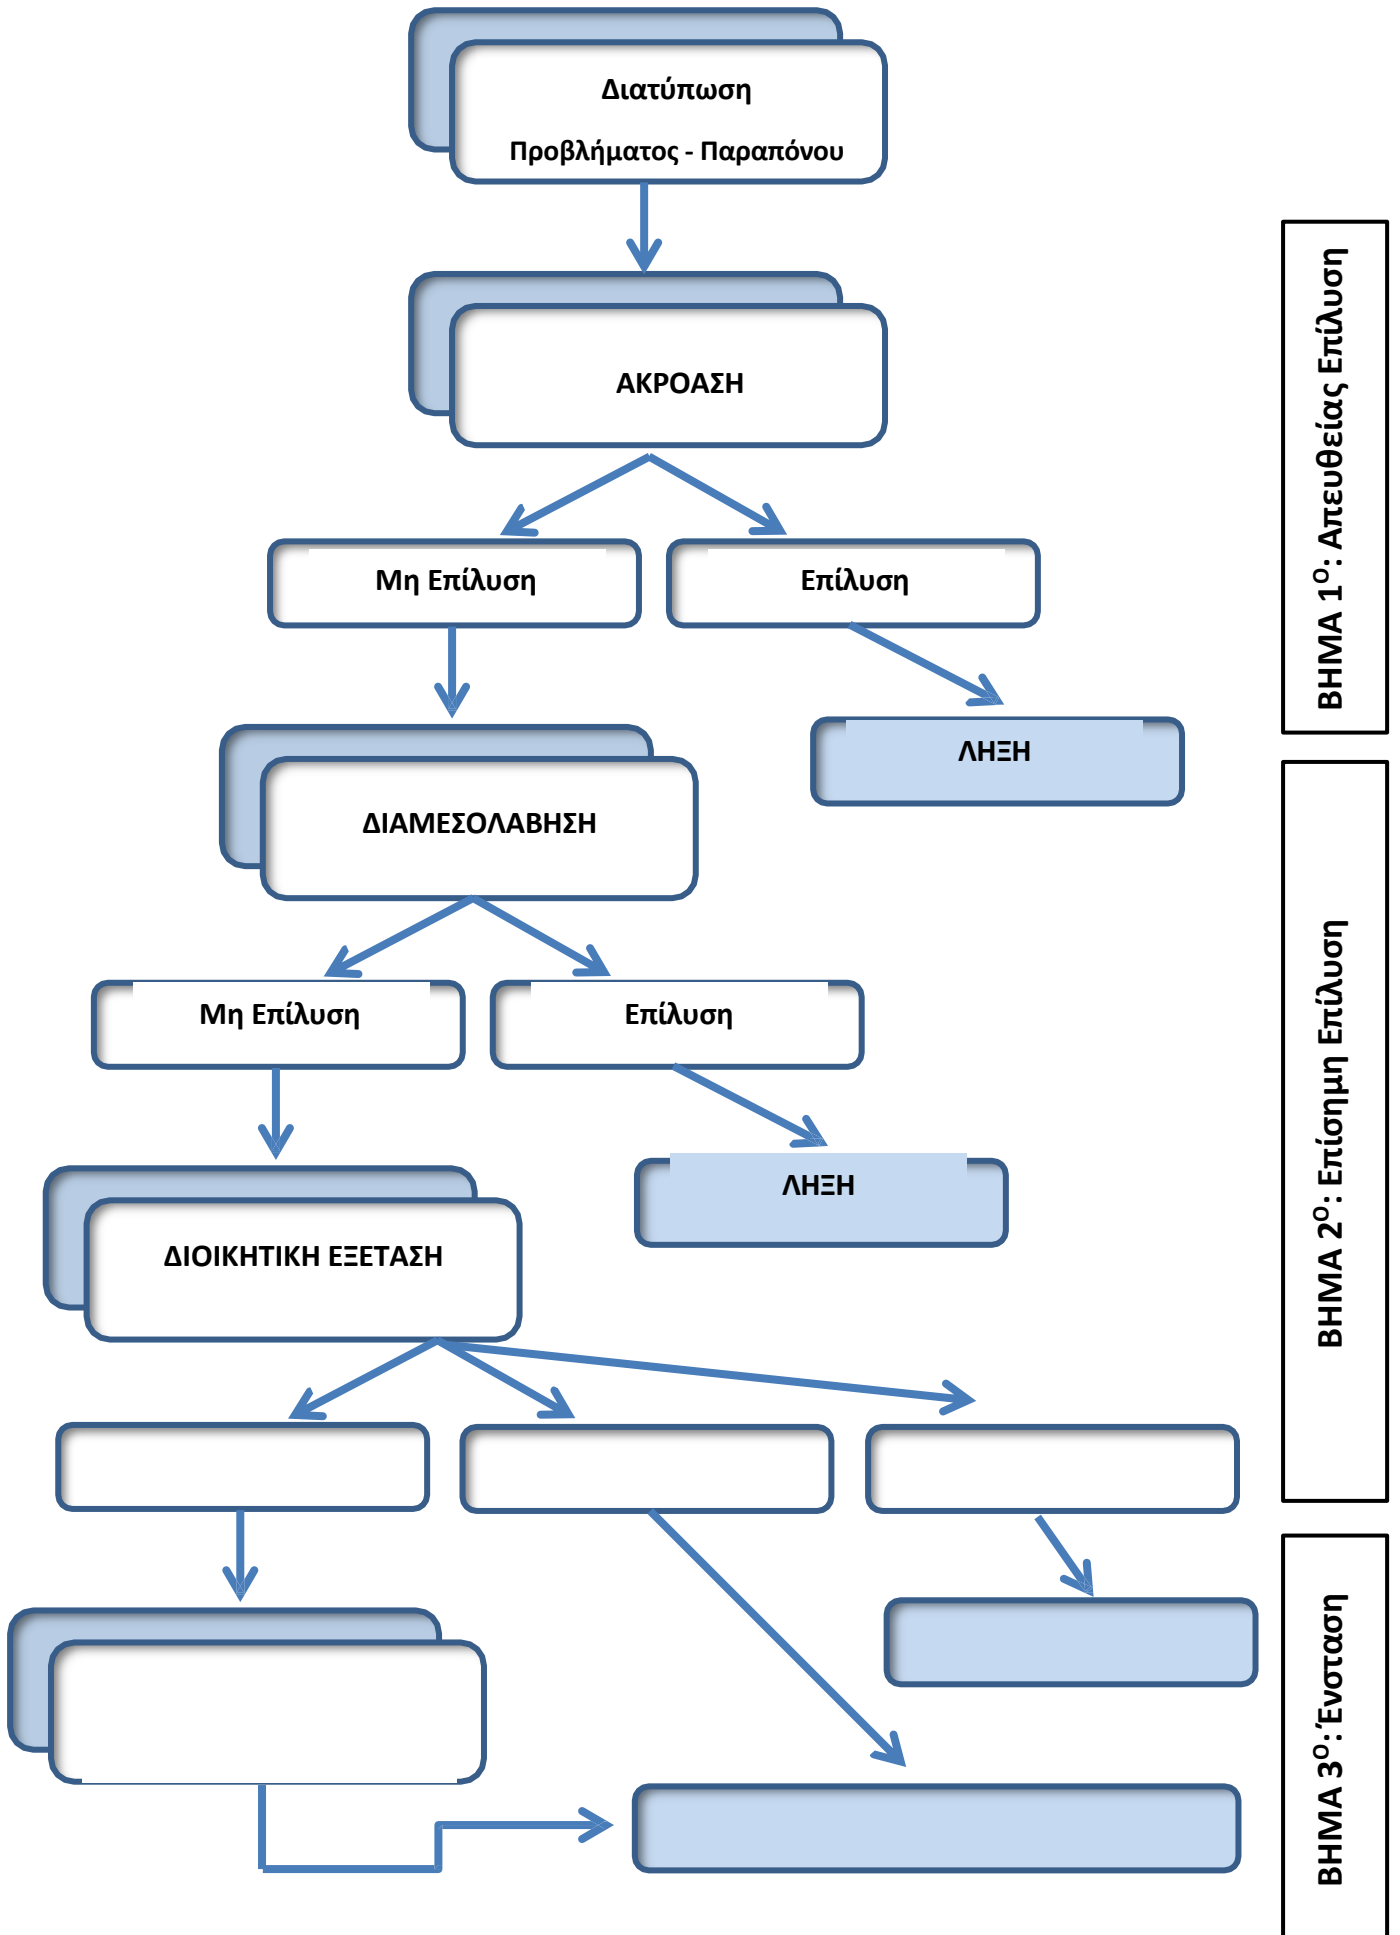 Διατύπωση
Προβλήματος - Παραπόνου
ΑΚΡΟΑΣΗ
Μη Επίλυση
Επίλυση
ΛΗΞΗ
ΒΗΜΑ 1Ο: Απευθείας Επίλυση
ΔΙΑΜΕΣΟΛΑΒΗΣΗ
Μη Επίλυση
Επίλυση
ΛΗΞΗ
ΔΙΟΙΚΗΤΙΚΗ ΕΞΕΤΑΣΗ
ΒΗΜΑ 2Ο: Επίσημη Επίλυση
ΒΗΜΑ 3Ο: Ένσταση